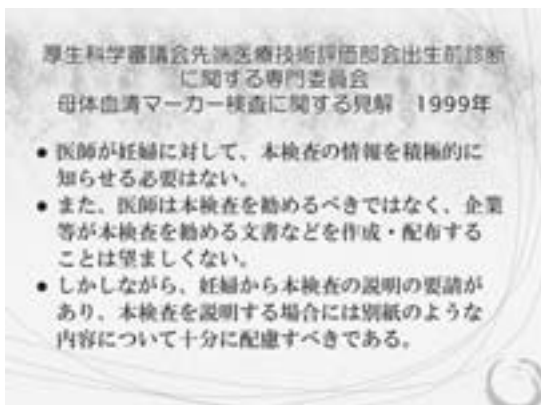 厚生科学審議会先端医療技術評価部会出生前診断
に関する専門委員会
母体血清マーカー検査に関する見解　1999年
● 医師が妊婦に対して、本検査の情報を積極的に
知らせる必要はない。
● また、医師は本検査を勧めるべきではなく、企業
等が本検査を勧める文書などを作成・配布する
ことは望ましくない。
● しかしながら、妊婦から本検査の説明の要請が
あり、本検査を説明する場合には別紙のような
内容について十分に配慮すべきである。